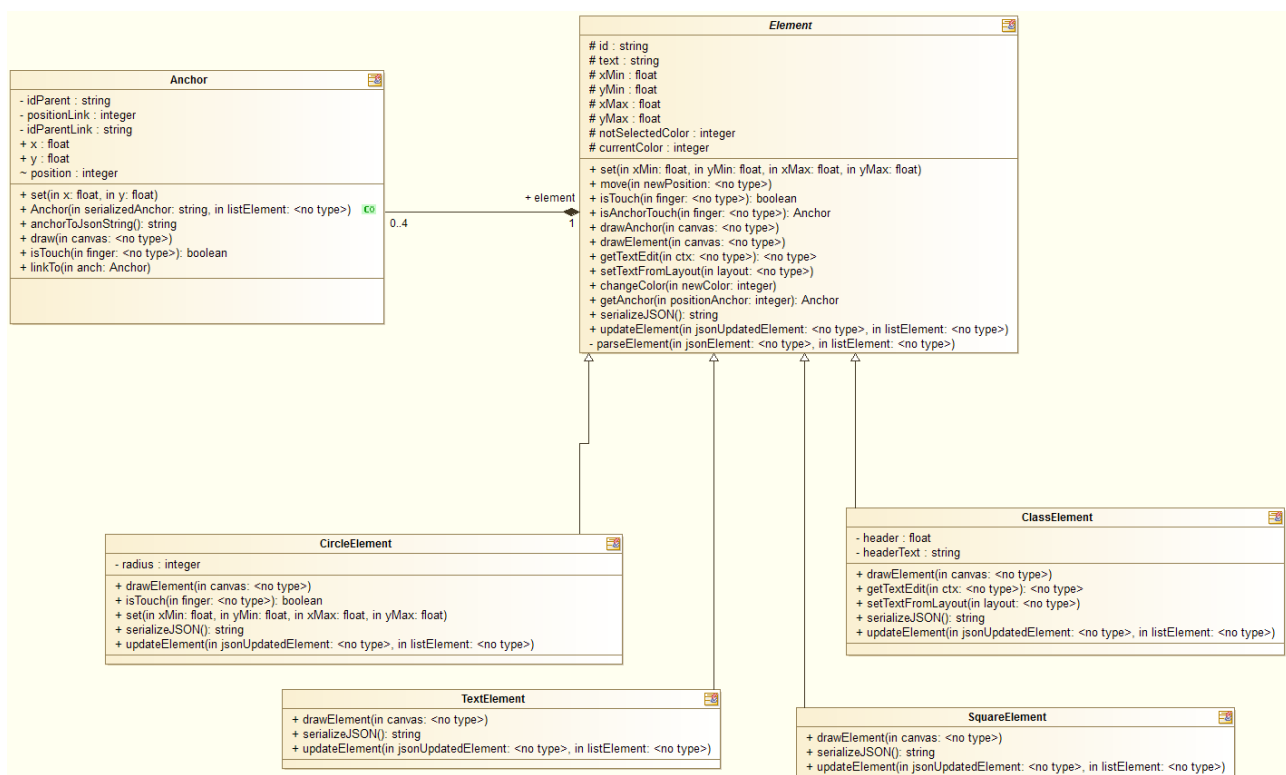 Element
# id : string
# text : string
# xMin : float
# yMin : float
# xMax : float
# yMax : float
# notSelectedColor : integer
# currentColor : integer
+ set(in xMin: float, in yMin: float, in xMax: float, in yMax: float)
+ move(in newPosition: <no type>)
+ isTouch(in finger: <no type>): boolean
+ isAnchorTouch(in finger: <no type>): Anchor
+ drawAnchor(in canvas: <no type>)
+ drawElement(in canvas: <no type>)
+ getTextEdit(in ctx: <no type>): <no type>
+ setTextFromLayout(in layout: <no type>)
+ changeColor(in newColor: integer)
+ getAnchor(in positionAnchor: integer): Anchor
+ serializeJSON(): string
+ updateElement(in jsonUpdatedElement: <no type>, in listElement: <no type>)
- parseElement(in jsonElement: <no type>, in listElement: <no type>)
Anchor
- idParent : string
- positionLink : integer
- idParentLink : string
+ x : float
+ y : float
~ position : integer
+ set(in x: float, in y: float)
+ Anchor(in serializedAnchor: string, in listElement: <no type>) co
+ anchorToJsonString(): string
+ draw(in canvas: <no type>)
+ isTouch(in finger: <no type>): boolean
+ linkTo(in anch: Anchor)
+ element
0..4
1
CircleElement
- radius : integer
+ drawElement(in canvas: <no type>)
+ isTouch(in finger: <no type>): boolean
+ set(in xMin: float, in yMin: float, in xMax: float, in yMax: float)
+ serializeJSON(): string
+ updateElement(in jsonUpdatedElement: <no type>, in listElement: <no type>)
ClassElement
- header : float
- headerText : string
+ drawElement(in canvas: <no type>)
+ getTextEdit(in ctx: <no type>): <no type>
+ setTextFromLayout(in layout: <no type>)
+ serializeJSON(): string
+ updateElement(in jsonUpdatedElement: <no type>, in listElement: <no type>)
TextElement
+ drawElement(in canvas: <no type>)
+ serializeJSON(): string
+ updateElement(in jsonUpdatedElement: <no type>, in listElement: <no type>)
SquareElement
+ drawElement(in canvas: <no type>)
+ serializeJSON(): string
+ updateElement(in jsonUpdatedElement: <no type>, in listElement: <no type>)